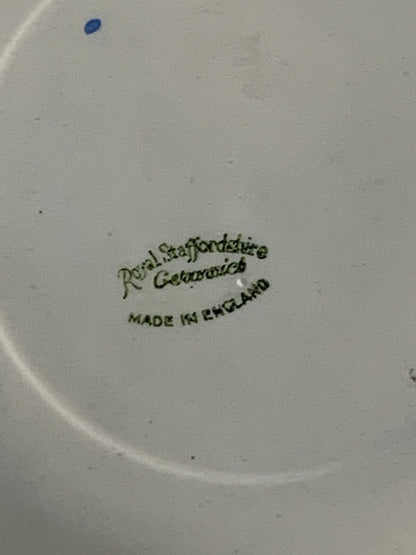 Royal Staffordshire
Ceramics
MADE IN ENGLAND